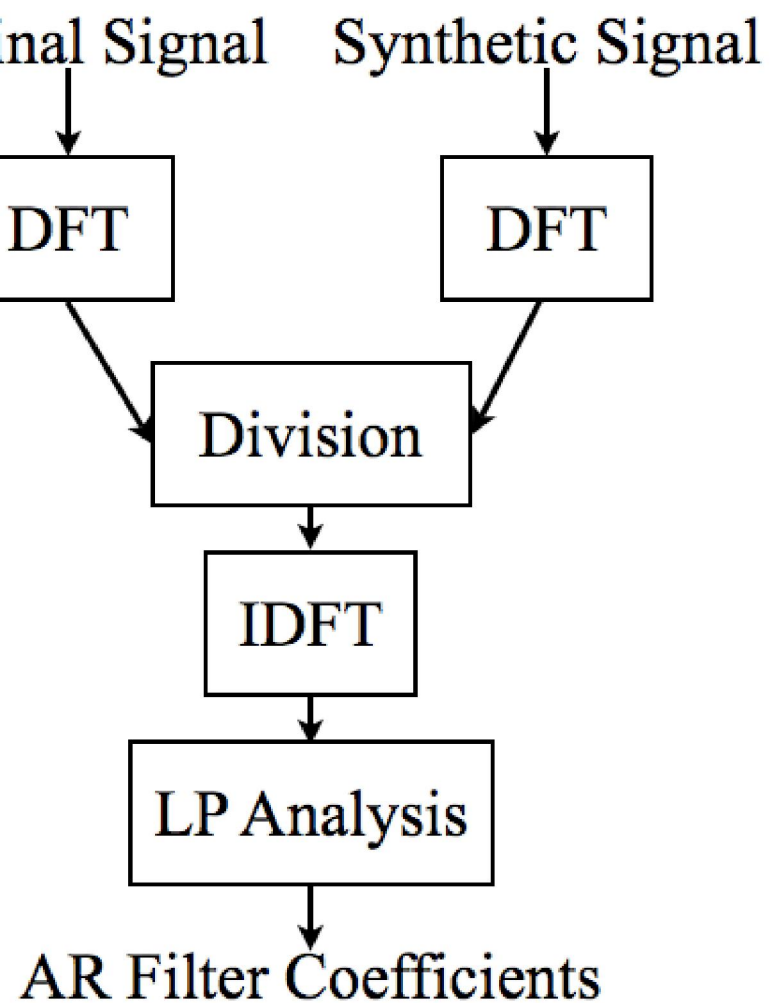 inal Signal
Synthetic Signal
DFT
DFT
Division
IDFT
LP Analysis
AR Filter Coefficients